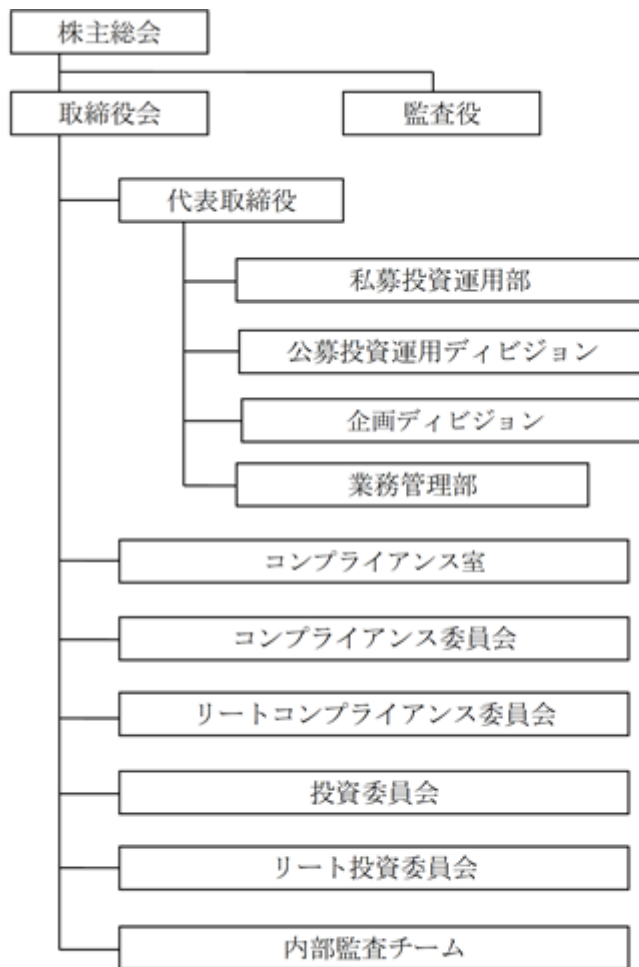 株主総会
取締役会
監査役
代表取締役
私募投資運用部
公募投資運用ディビジョン
企画ディビジョン
業務管理部
コンプライアンス室
コンプライアンス委員会
リートコンプライアンス委員会
投資委員会
リート投資委員会
内部監査チーム